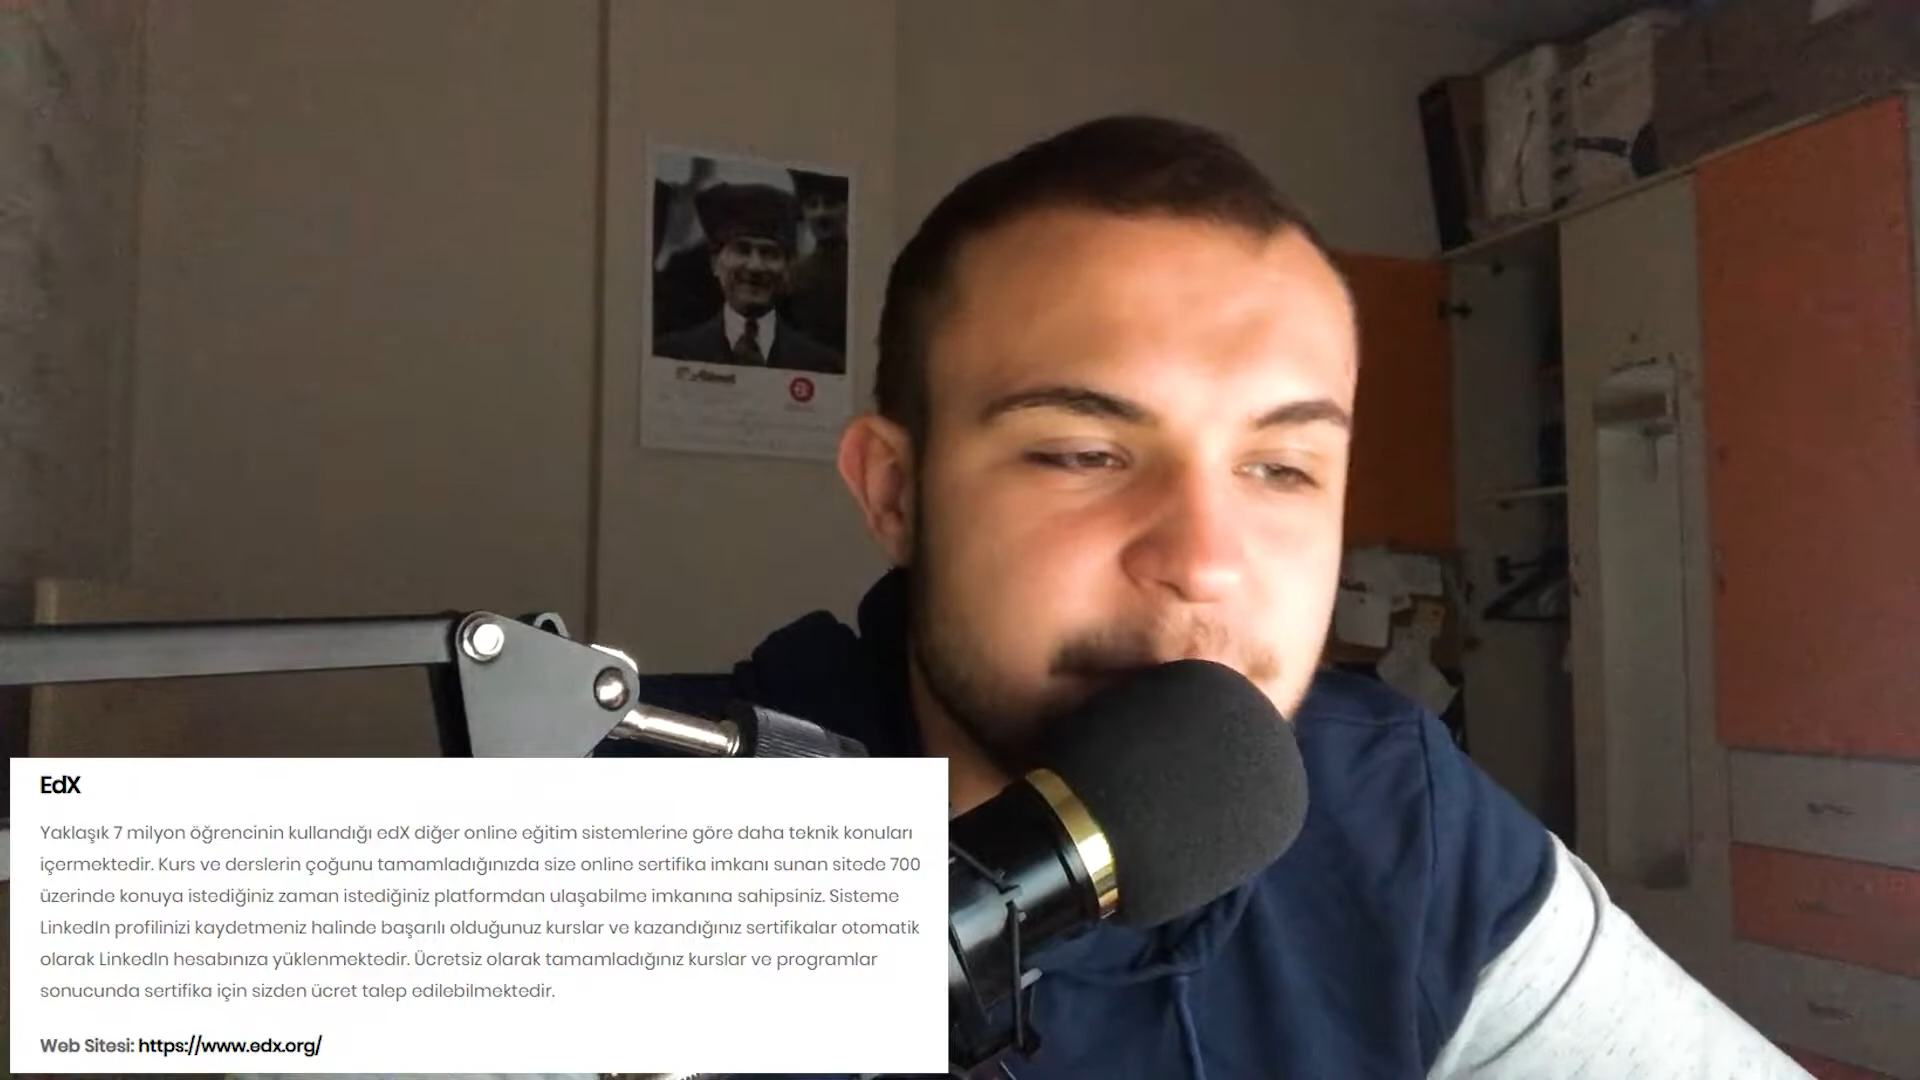 EdX
Yaklaşık 7 milyon öğrencinin kullandığı edX diğer online eğitim sistemlerine göre daha teknik konuları
içermektedir. Kurs ve derslerin çoğunu tamamladığınızda size online sertifika imkanı sunan sitede 700
üzerinde konuya istediğiniz zaman istediğiniz platformdan ulaşabilme imkanına sahipsiniz. Sisteme
LinkedIn profilinizi kaydetmeniz halinde başarılı olduğunuz kurslar ve kazandığınız sertifikalar otomatik
olarak LinkedIn hesabınıza yüklenmektedir. Ücretsiz olarak tamamladığınız kurslar ve programlar
sonucunda sertifika için sizden ücret talep edilebilmektedir.
Web Sitesi: https://www.edx.org/